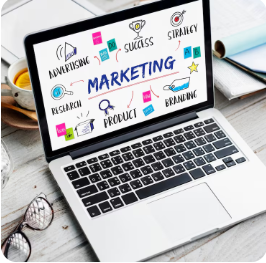 SUCCESS
STRATEGY
ADVERTISING
MARKETING
RESEARCH
PRODUCT
BRANDING